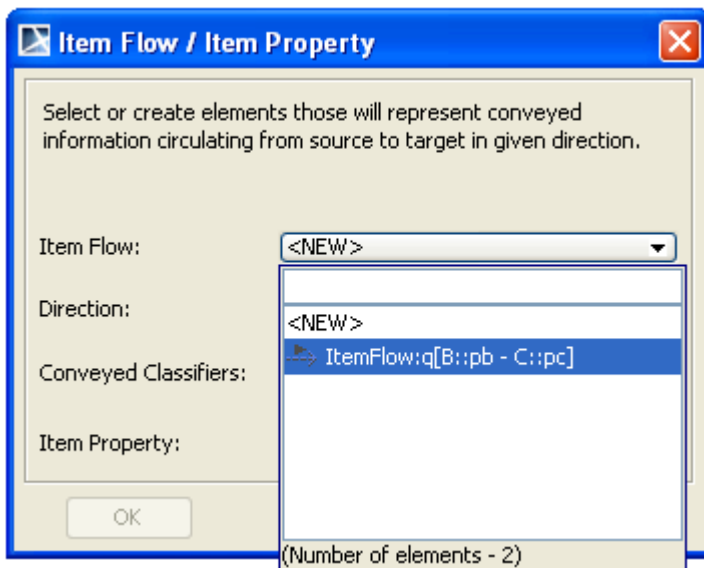 Item Flow / Item Property
Select or create elements those will represent conveyed
information circulating from source to target in given direction.
Item Flow:
<NEW>
Direction:
<NEW>
ItemFlow:q[B::pb - C::pc]
Conveyed Classifiers:
Item Property:
OK
(Number of elements - 2)